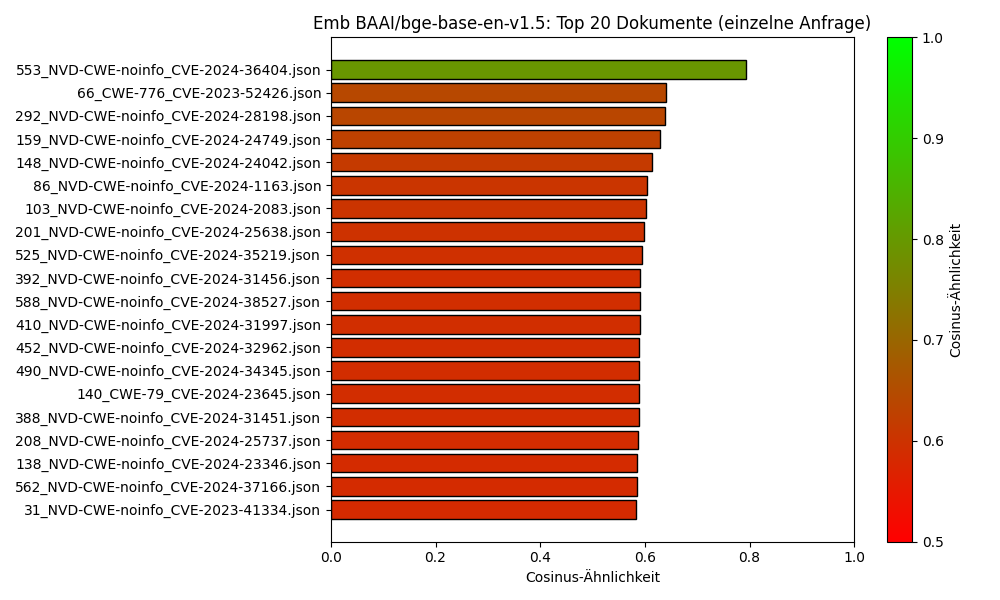 Emb BAAI/bge-base-en-v1.5: Top 20 Dokumente (einzelne Anfrage)
553_NVD-CWE-noinfo_CVE-2024-36404.json
66_CWE-776_CVE-2023-52426.json
292_NVD-CWE-noinfo_CVE-2024-28198.json
159_NVD-CWE-noinfo_CVE-2024-24749.json
148_NVD-CWE-noinfo_CVE-2024-24042.json
86_NVD-CWE-noinfo_CVE-2024-1163.json
103_NVD-CWE-noinfo_CVE-2024-2083.json
201_NVD-CWE-noinfo_CVE-2024-25638.json
525_NVD-CWE-noinfo_CVE-2024-35219.json
392_NVD-CWE-noinfo_CVE-2024-31456.json
588_NVD-CWE-noinfo_CVE-2024-38527.json
410_NVD-CWE-noinfo_CVE-2024-31997.json
452_NVD-CWE-noinfo_CVE-2024-32962.json
490_NVD-CWE-noinfo_CVE-2024-34345.json
140_CWE-79_CVE-2024-23645.json
388_NVD-CWE-noinfo_CVE-2024-31451.json
208_NVD-CWE-noinfo_CVE-2024-25737.json
138_NVD-CWE-noinfo_CVE-2024-23346.json
562_NVD-CWE-noinfo_CVE-2024-37166.json
31_NVD-CWE-noinfo_CVE-2023-41334.json
0.0 0.2 0.4 0.6 0.8 1.0
Cosinus-Ähnlichkeit
1.0
0.9
0.8
0.7
0.6
0.5
Cosinus-Ähnlichkeit